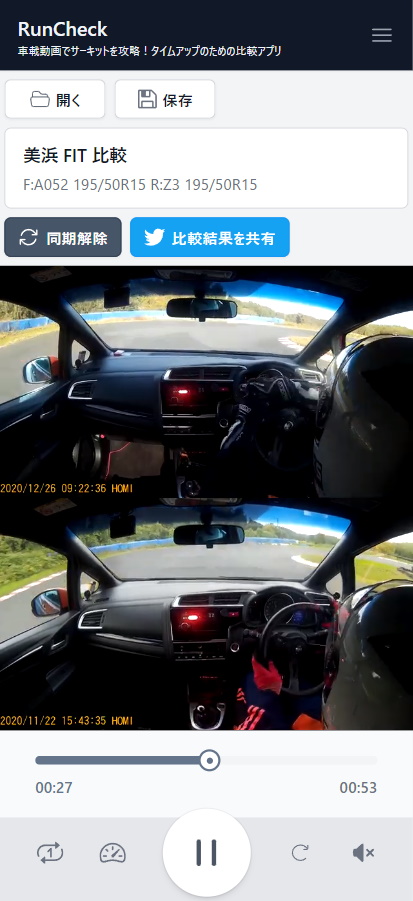 RunCheck
車載動画でサーキットを攻略！タイムアップのための比較アプリ
開く
保存
美浜 FIT 比較
F:A052 195/50R15 R:Z3 195/50R15
同期解除
比較結果を共有
2020/12/26 09:22:36 HOMI
2020/11/22 15:43:35 HOMI
00:27
00:53
1